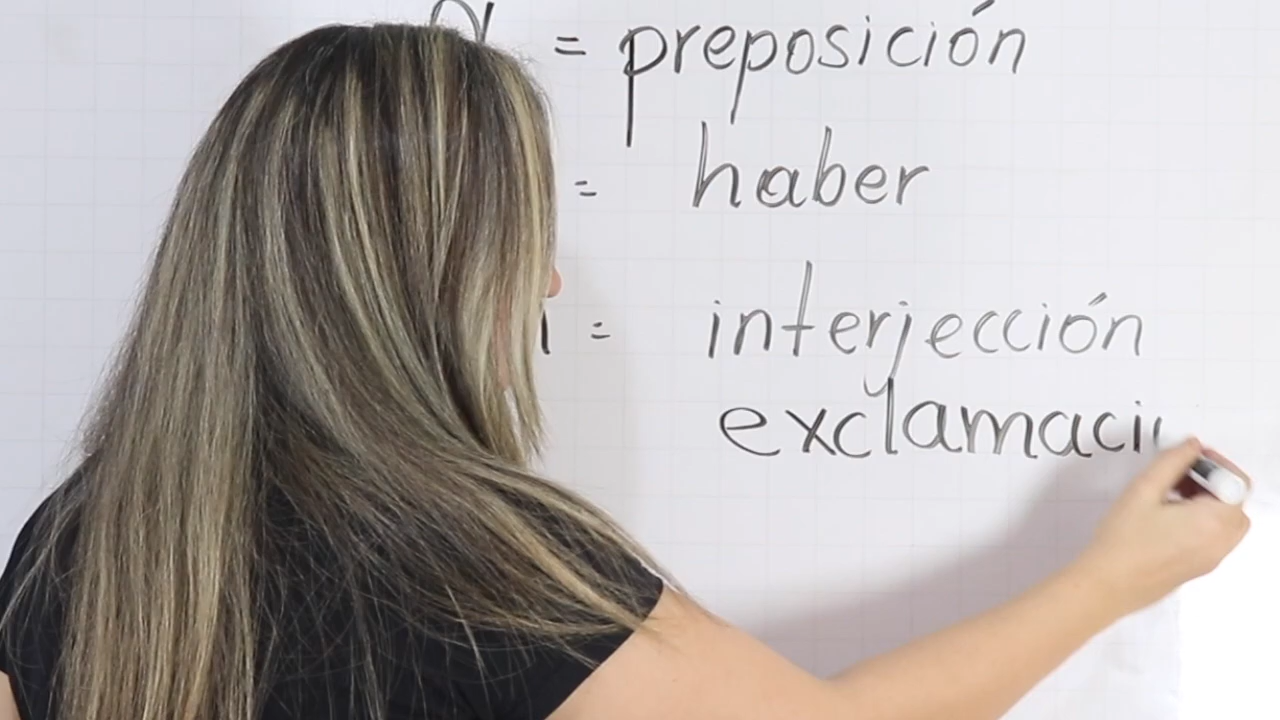 = preposición
= haber
= interjección
exclamaci